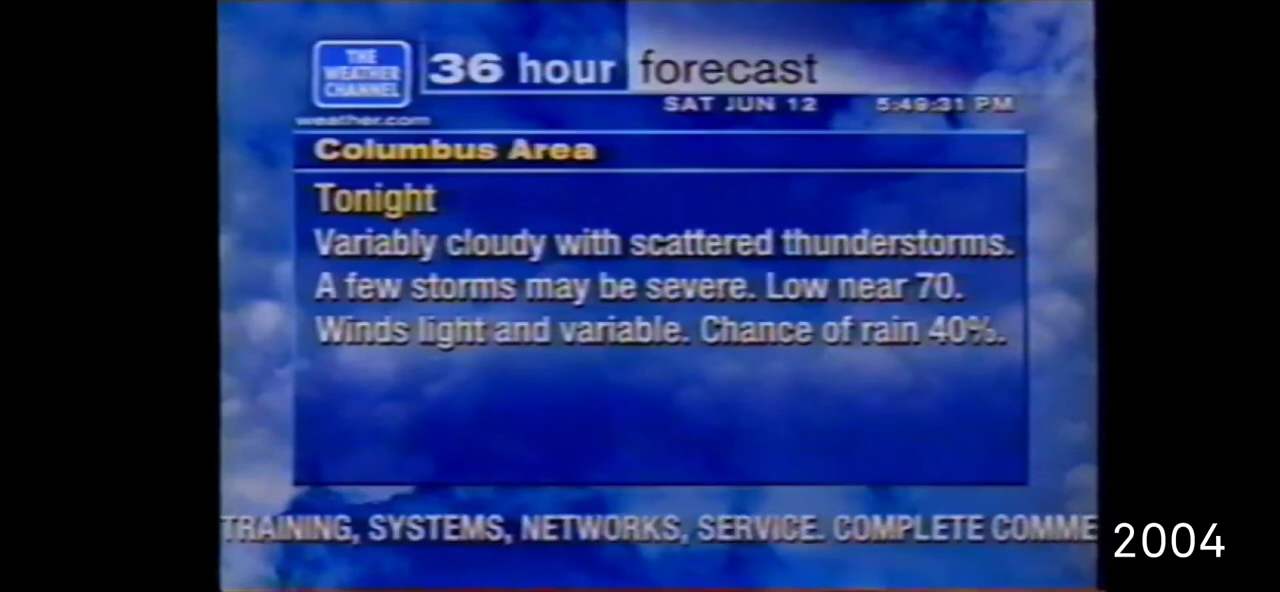 THE
WEATHER
CHANNEL
36 hour forecast
SAT JUN 12 5:49:31 PM
weather.com
Columbus Area
Tonight
Variably cloudy with scattered thunderstorms.
A few storms may be severe. Low near 70.
Winds light and variable. Chance of rain 40%.
TRAINING, SYSTEMS, NETWORKS, SERVICE. COMPLETE COMME
2004